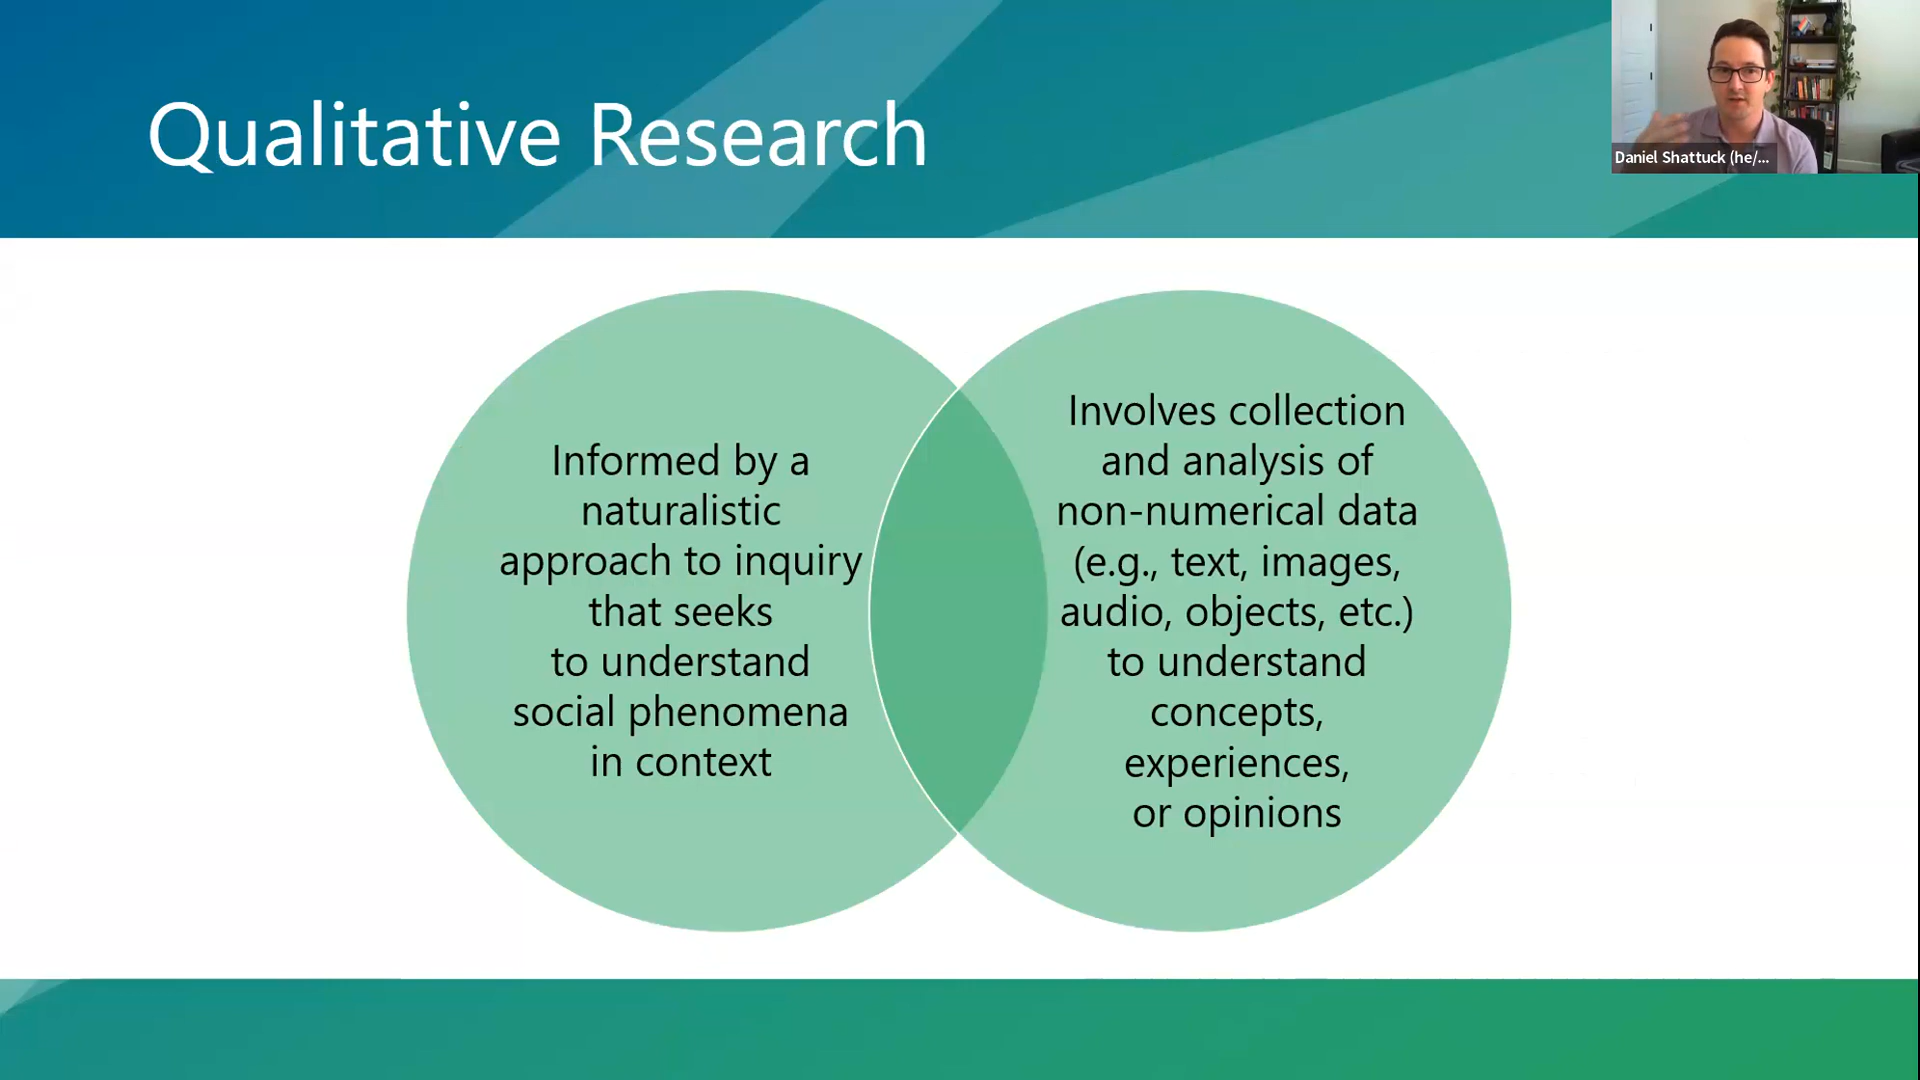 Qualitative Research
Daniel Shattuck (he/...
Informed by a
naturalistic
approach to inquiry
that seeks
to understand
social phenomena
in context
Involves collection
and analysis of
non-numerical data
(e.g., text, images,
audio, objects, etc.)
to understand
concepts,
experiences,
or opinions